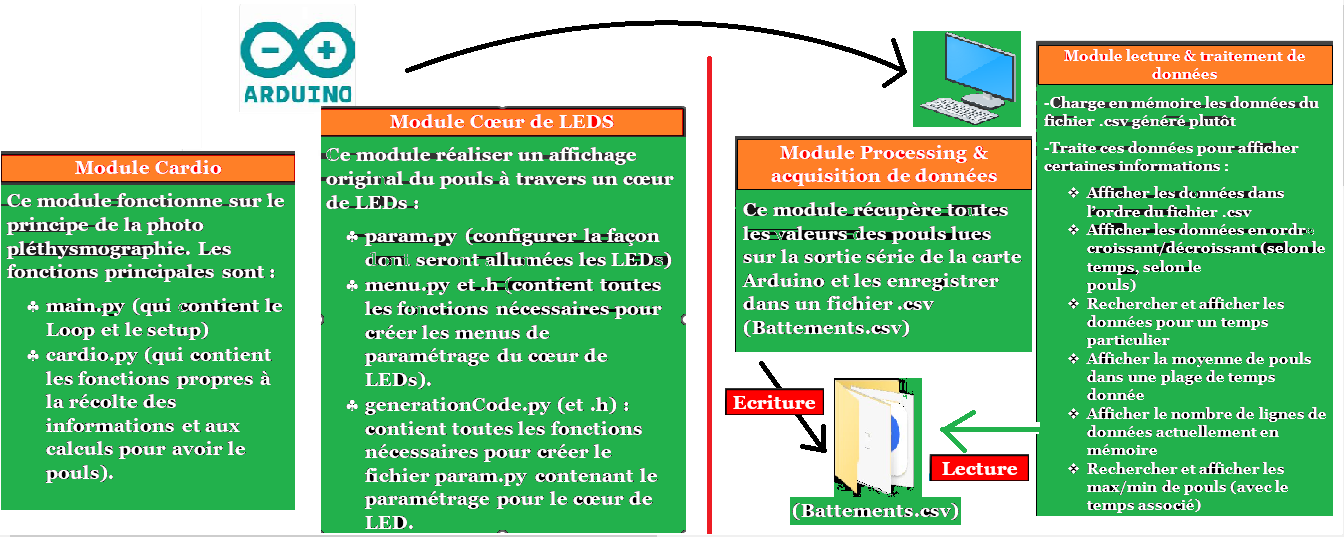 ARDUINO
Module Cardio
Ce module fonctionne sur le
principe de la photo
pléthysmographie. Les
fonctions principales sont :
♣ main.py (qui contient le
Loop et le setup)
♣ cardio.py (qui contient
les fonctions propres à
la récolte des
informations et aux
calculs pour avoir le
pouls).
Module Cœur de LEDS
Ce module réaliser un affichage
original du pouls à travers un cœur
de LEDs :
♣ param.py (configurer la façon
dont seront allumées les LEDs)
♣ menu.py et .h (contient toutes
les fonctions nécessaires pour
créer les menus de
paramétrage du cœur de
LEDs).
♣ generationCode.py (et .h) :
contient toutes les fonctions
nécessaires pour créer le
fichier param.py contenant le
paramétrage pour le cœur de
LED.
Module Processing &
acquisition de données
Ce module récupère toutes
les valeurs des pouls lues
sur la sortie série de la carte
Arduino et les enregistrer
dans un fichier .csv
(Battements.csv)
Ecriture
Lecture
(Battements.csv)
Module lecture & traitement de
données
-Charge en mémoire les données du
fichier .csv généré plutôt
-Traite ces données pour afficher
certaines informations :
❖ Afficher les données dans
l'ordre du fichier .csv
❖ Afficher les données en ordre
croissant/décroissant (selon le
temps, selon le
pouls)
❖ Rechercher et afficher les
données pour un temps
particulier
❖ Afficher la moyenne de pouls
dans une plage de temps
donnée
❖ Afficher le nombre de lignes de
données actuellement en
mémoire
❖ Rechercher et afficher les
max/min de pouls (avec le
temps associé)